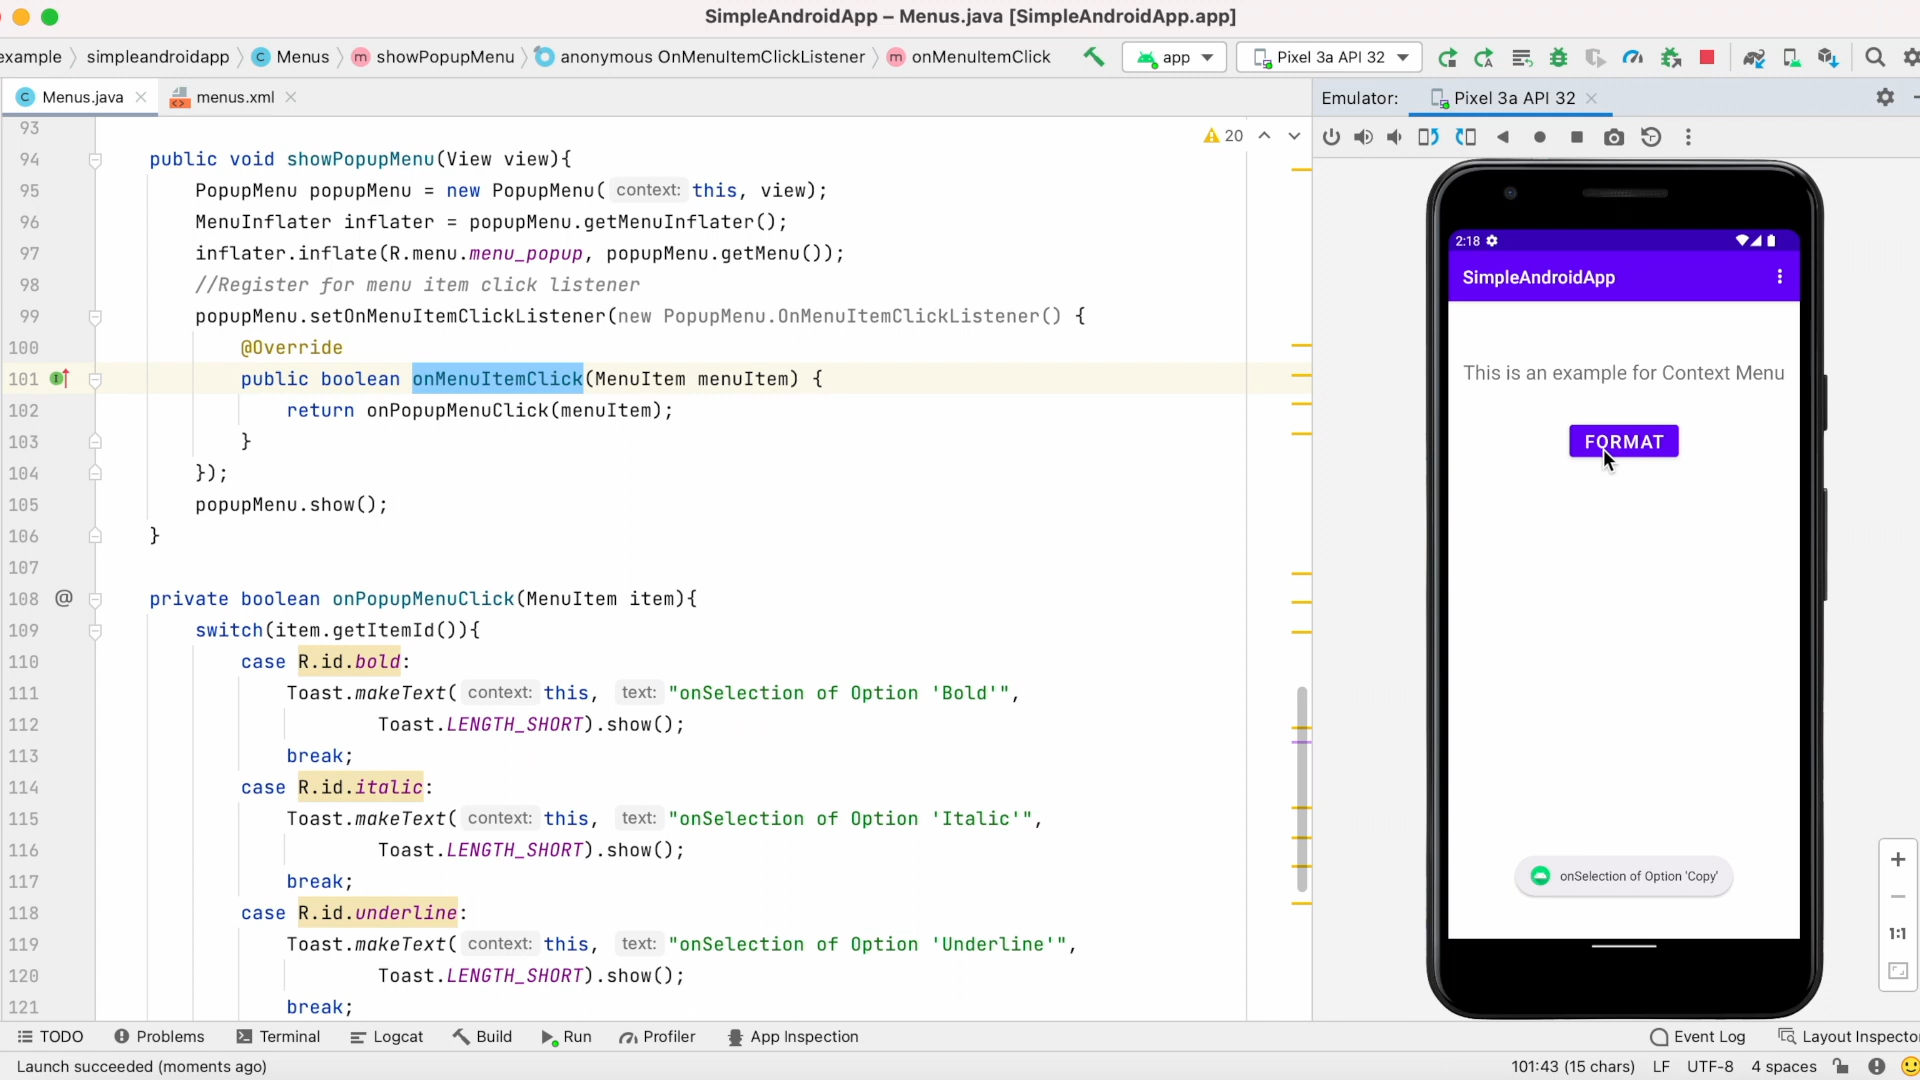 SimpleAndroidApp – Menus.java [SimpleAndroidApp.app]
example simpleandroidapp C Menus m showPopupMenu anonymous OnMenuItemClickListener m onMenuItemClick app Pixel 3a API 32
C Menus.java menus.xml
Emulator: Pixel 3a API 32
20
93
94 public void showPopupMenu(View view){
95 PopupMenu popupMenu = new PopupMenu( context: this, view);
96 MenuInflater inflater = popupMenu.getMenuInflater();
97 inflater.inflate(R.menu.menu_popup, popupMenu.getMenu());
98 //Register for menu item click listener
99 popupMenu.setOnMenuItemClickListener(new PopupMenu.OnMenuItemClickListener() {
100 @Override
101 public boolean onMenuItemClick(MenuItem menuItem) {
102 return onPopupMenuClick(menuItem);
103 }
104 });
105 popupMenu.show();
106 }
107
108 @ private boolean onPopupMenuClick(MenuItem item){
109 switch(item.getItemId()){
110 case R.id.bold:
111 Toast.makeText( context: this, text: "onSelection of Option 'Bold'",
112 Toast.LENGTH_SHORT).show();
113 break;
114 case R.id.italic:
115 Toast.makeText( context: this, text: "onSelection of Option 'Italic'",
116 Toast.LENGTH_SHORT).show();
117 break;
118 case R.id.underline:
119 Toast.makeText( context: this, text: "onSelection of Option 'Underline'",
120 Toast.LENGTH_SHORT).show();
121 break;
2:18
SimpleAndroidApp
This is an example for Context Menu
FORMAT
onSelection of Option 'Copy'
1:1
TODO Problems Terminal Logcat Build Run Profiler App Inspection Event Log Layout Inspector
Launch succeeded (moments ago) 101:43 (15 chars) LF UTF-8 4 spaces